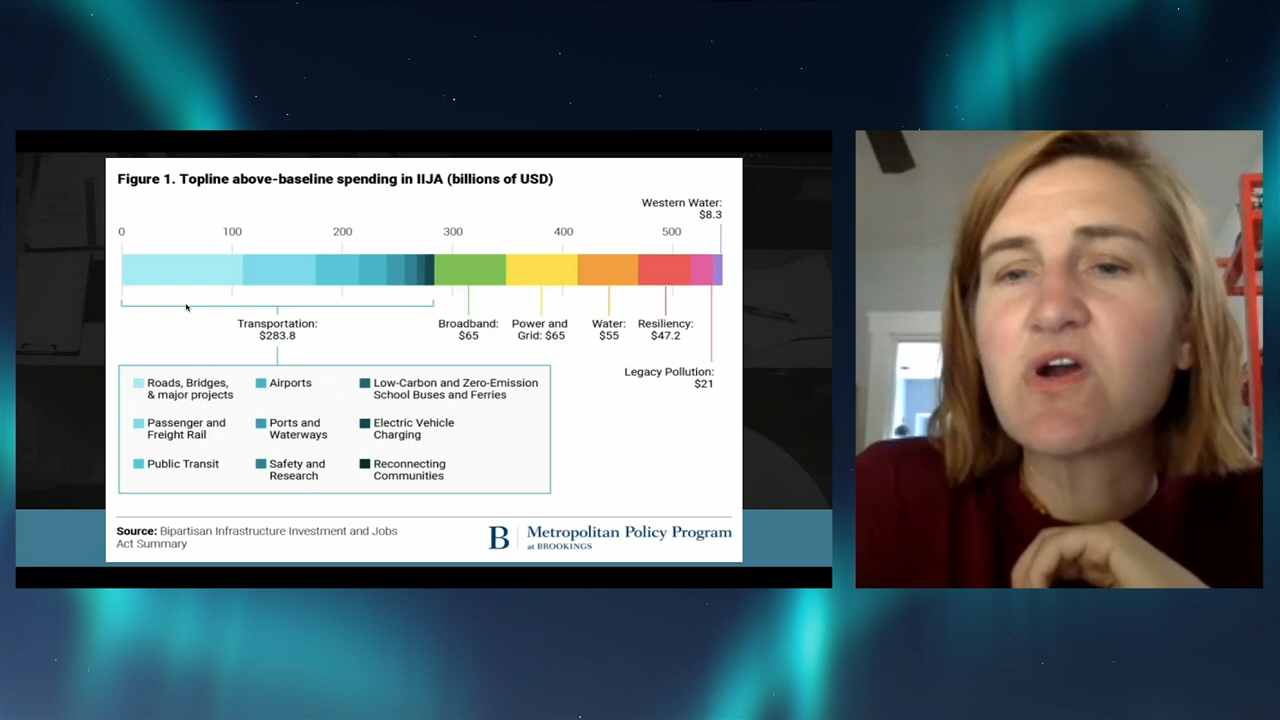 Figure 1. Topline above-baseline spending in IIJA (billions of USD)
Western Water:
$8.3
0 100 200 300 400 500
Transportation:
$283.8
Broadband:
$65
Power and
Grid: $65
Water:
$55
Resiliency:
$47.2
Legacy Pollution:
$21
Roads, Bridges,
& major projects
Airports
Low-Carbon and Zero-Emission
School Buses and Ferries
Passenger and
Freight Rail
Ports and
Waterways
Electric Vehicle
Charging
Public Transit
Safety and
Research
Reconnecting
Communities
Source: Bipartisan Infrastructure Investment and Jobs
Act Summary
B Metropolitan Policy Program
at BROOKINGS